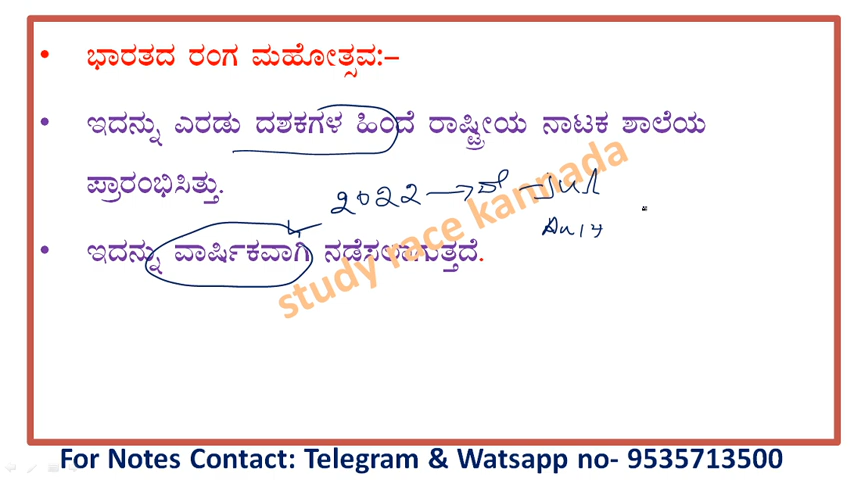 • ಭಾರತದ ರಂಗ ಮಹೋತ್ಸವ:–
• ಇದನ್ನು ಎರಡು ದಶಕಗಳ ಹಿಂದೆ ರಾಷ್ಟ್ರೀಯ ನಾಟಕ ಶಾಲೆಯ
ಪ್ರಾರಂಭಿಸಿತ್ತು.
2022 →
• ಇದನ್ನು ವಾರ್ಷಿಕವಾಗಿ ನಡೆಸಲಾಗುತ್ತದೆ.
study race kannada
For Notes Contact: Telegram & Watsapp no- 9535713500